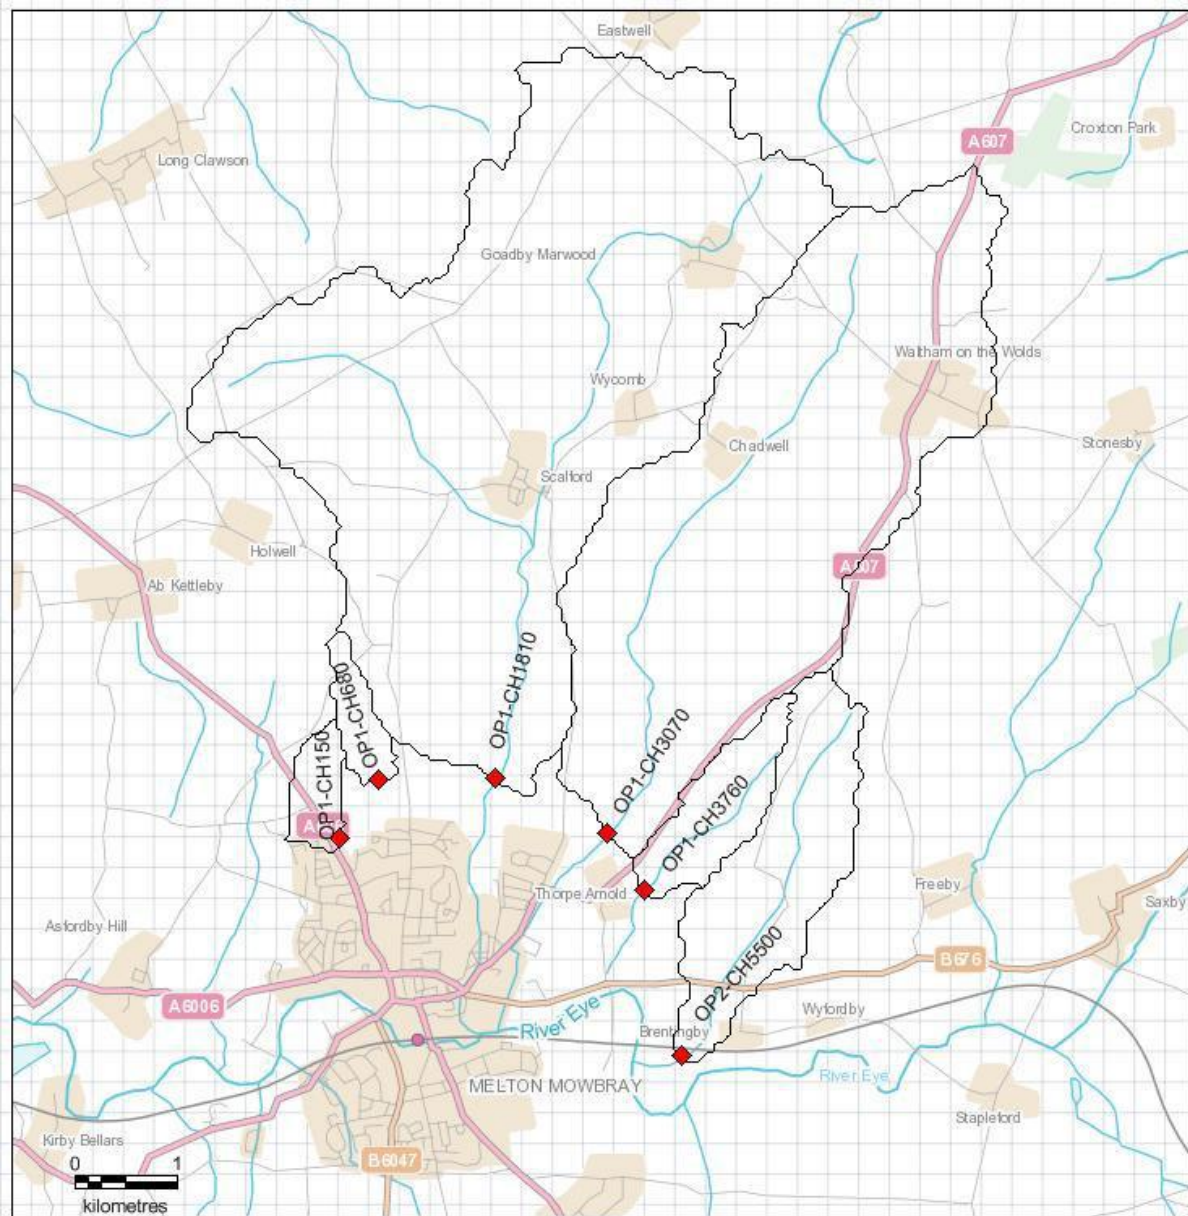 Eastwell
Croxton Park
A607
Long Clawson
Goadby Marwood
Waltham on the Wolds
Wycomb
Chadwell
Stonesby
Scalford
Holwell
A607
Ab Kettleby
OP1-CH1810
OP1-CH680
OP1-CH3070
OP1-CH150
OP1-CH3760
Freeby
Thorpe Arnold
Saxby
Asfordby Hill
OP2-CH5500
B676
A6006
River Eye
Wyfordby
Brentingby
River Eye
MELTON MOWBRAY
Stapleford
Kirby Bellars
B6047
0 1
kilometres